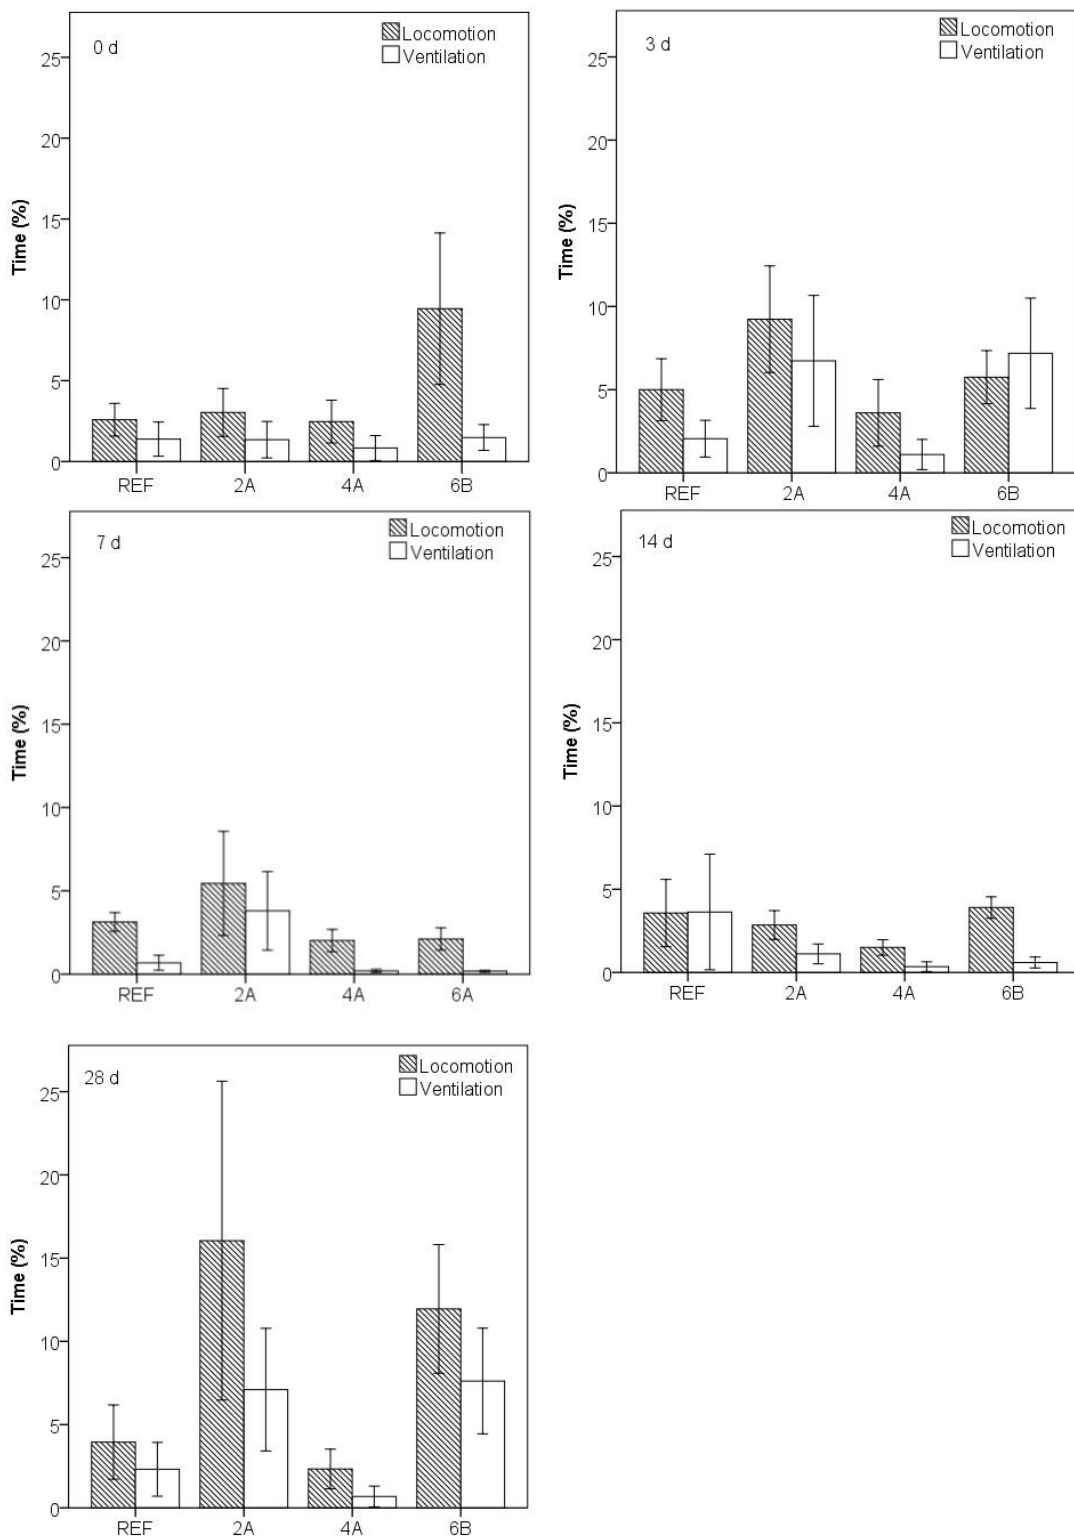 0 d
Locomotion
Ventilation
25
20
15
10
5
0
Time (%)
REF 2A 4A 6B
3 d
Locomotion
Ventilation
25
20
15
10
5
0
Time (%)
REF 2A 4A 6B
7 d
Locomotion
Ventilation
25
20
15
10
5
0
Time (%)
REF 2A 4A 6A
14 d
Locomotion
Ventilation
25
20
15
10
5
0
Time (%)
REF 2A 4A 6B
28 d
Locomotion
Ventilation
25
20
15
10
5
0
Time (%)
REF 2A 4A 6B